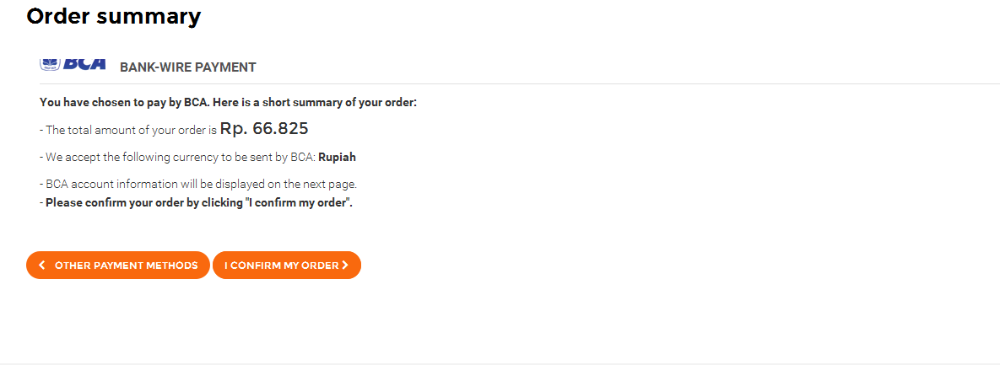 Order summary
BCA BANK-WIRE PAYMENT
You have chosen to pay by BCA. Here is a short summary of your order:
- The total amount of your order is Rp. 66.825
- We accept the following currency to be sent by BCA: Rupiah
- BCA account information will be displayed on the next page.
- Please confirm your order by clicking "I confirm my order".
OTHER PAYMENT METHODS I CONFIRM MY ORDER